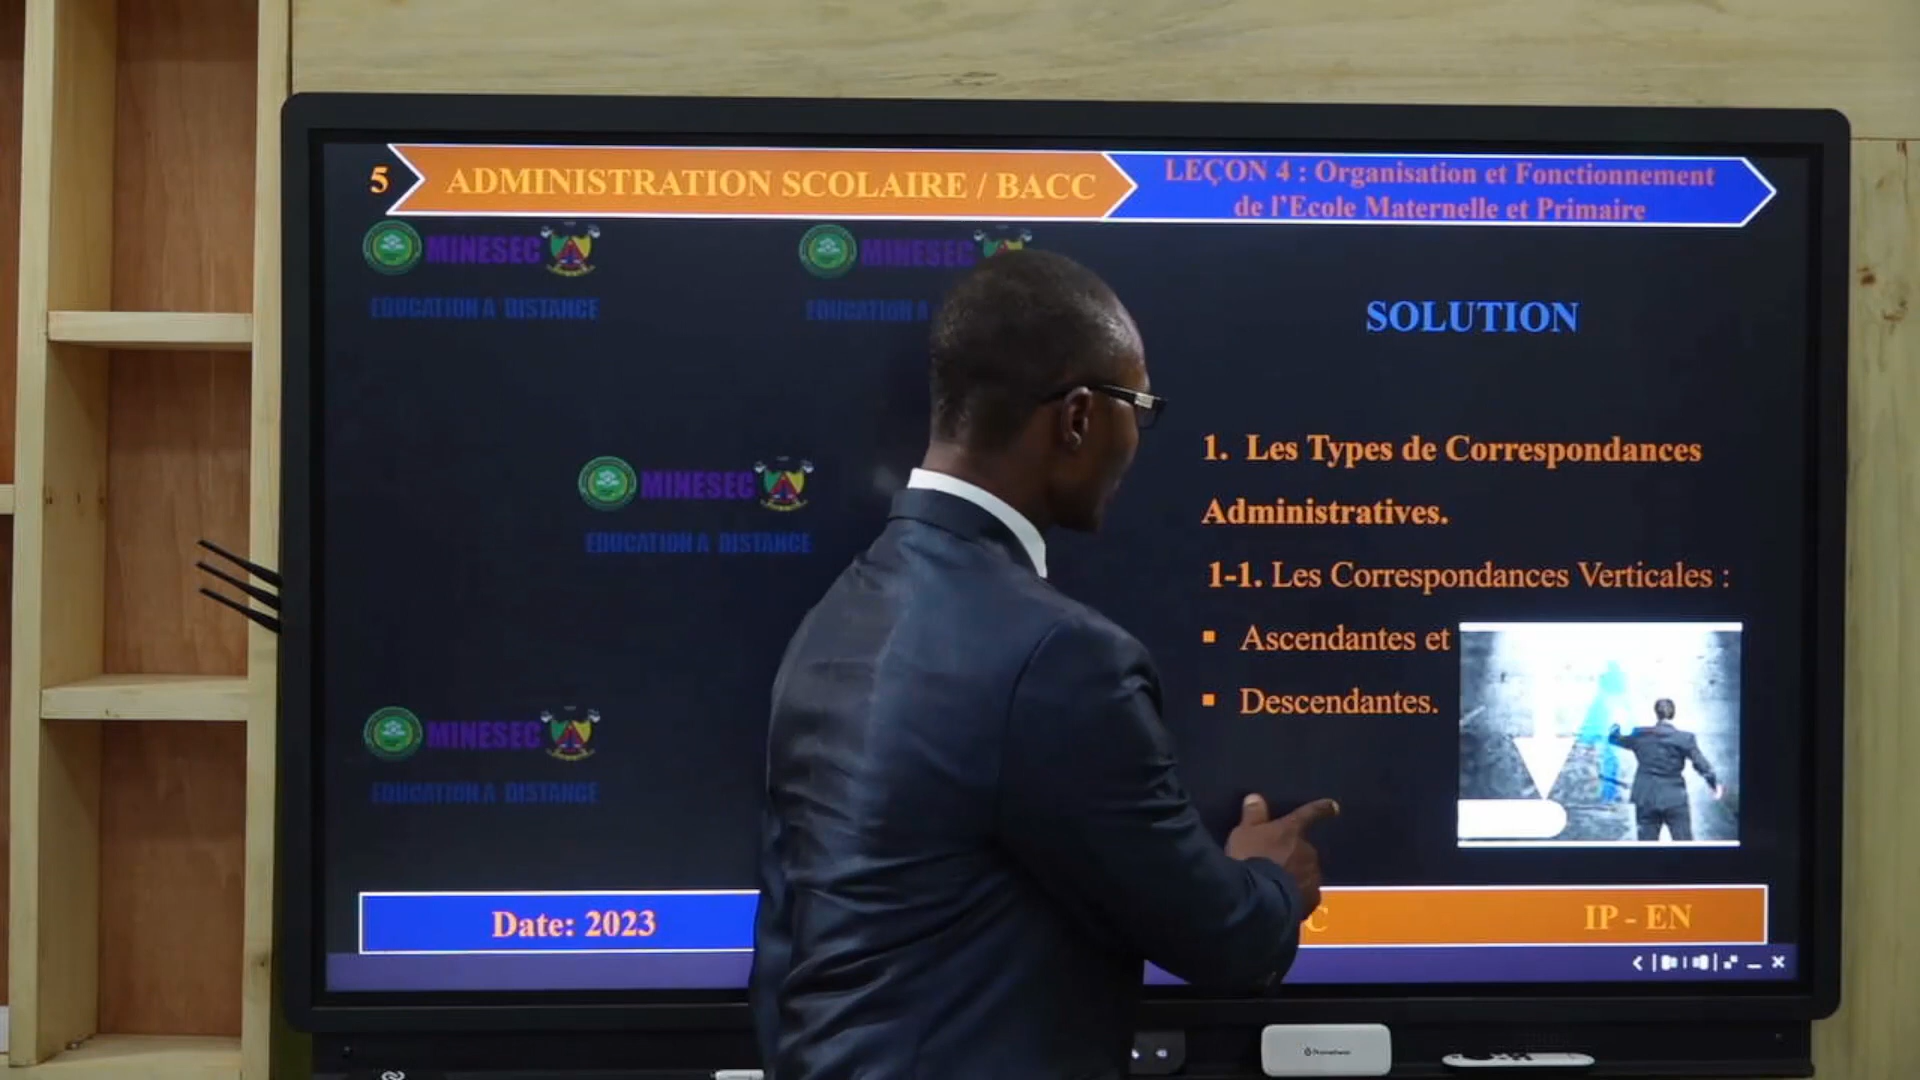 5
ADMINISTRATION SCOLAIRE / BACC
LEÇON 4 : Organisation et Fonctionnement
de l'Ecole Maternelle et Primaire
MINESEC
EDUCATION A DISTANCE
MINESEC
EDUCATION A
SOLUTION
1. Les Types de Correspondances
Administratives.
1-1. Les Correspondances Verticales :
▪ Ascendantes et
▪ Descendantes.
MINESEC
EDUCATION A DISTANCE
MINESEC
EDUCATION A DISTANCE
Date: 2023
C
IP - EN
Promethean